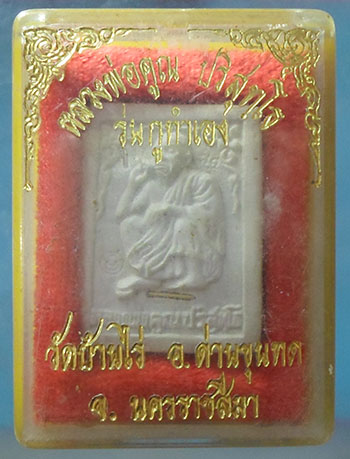 หลวงพ่อคูณ ปริสุทฺโธ
รุ่นกูทำเอง
วัดบ้านไร่ อ.ด่านขุนทด
จ. นครราชสีมา